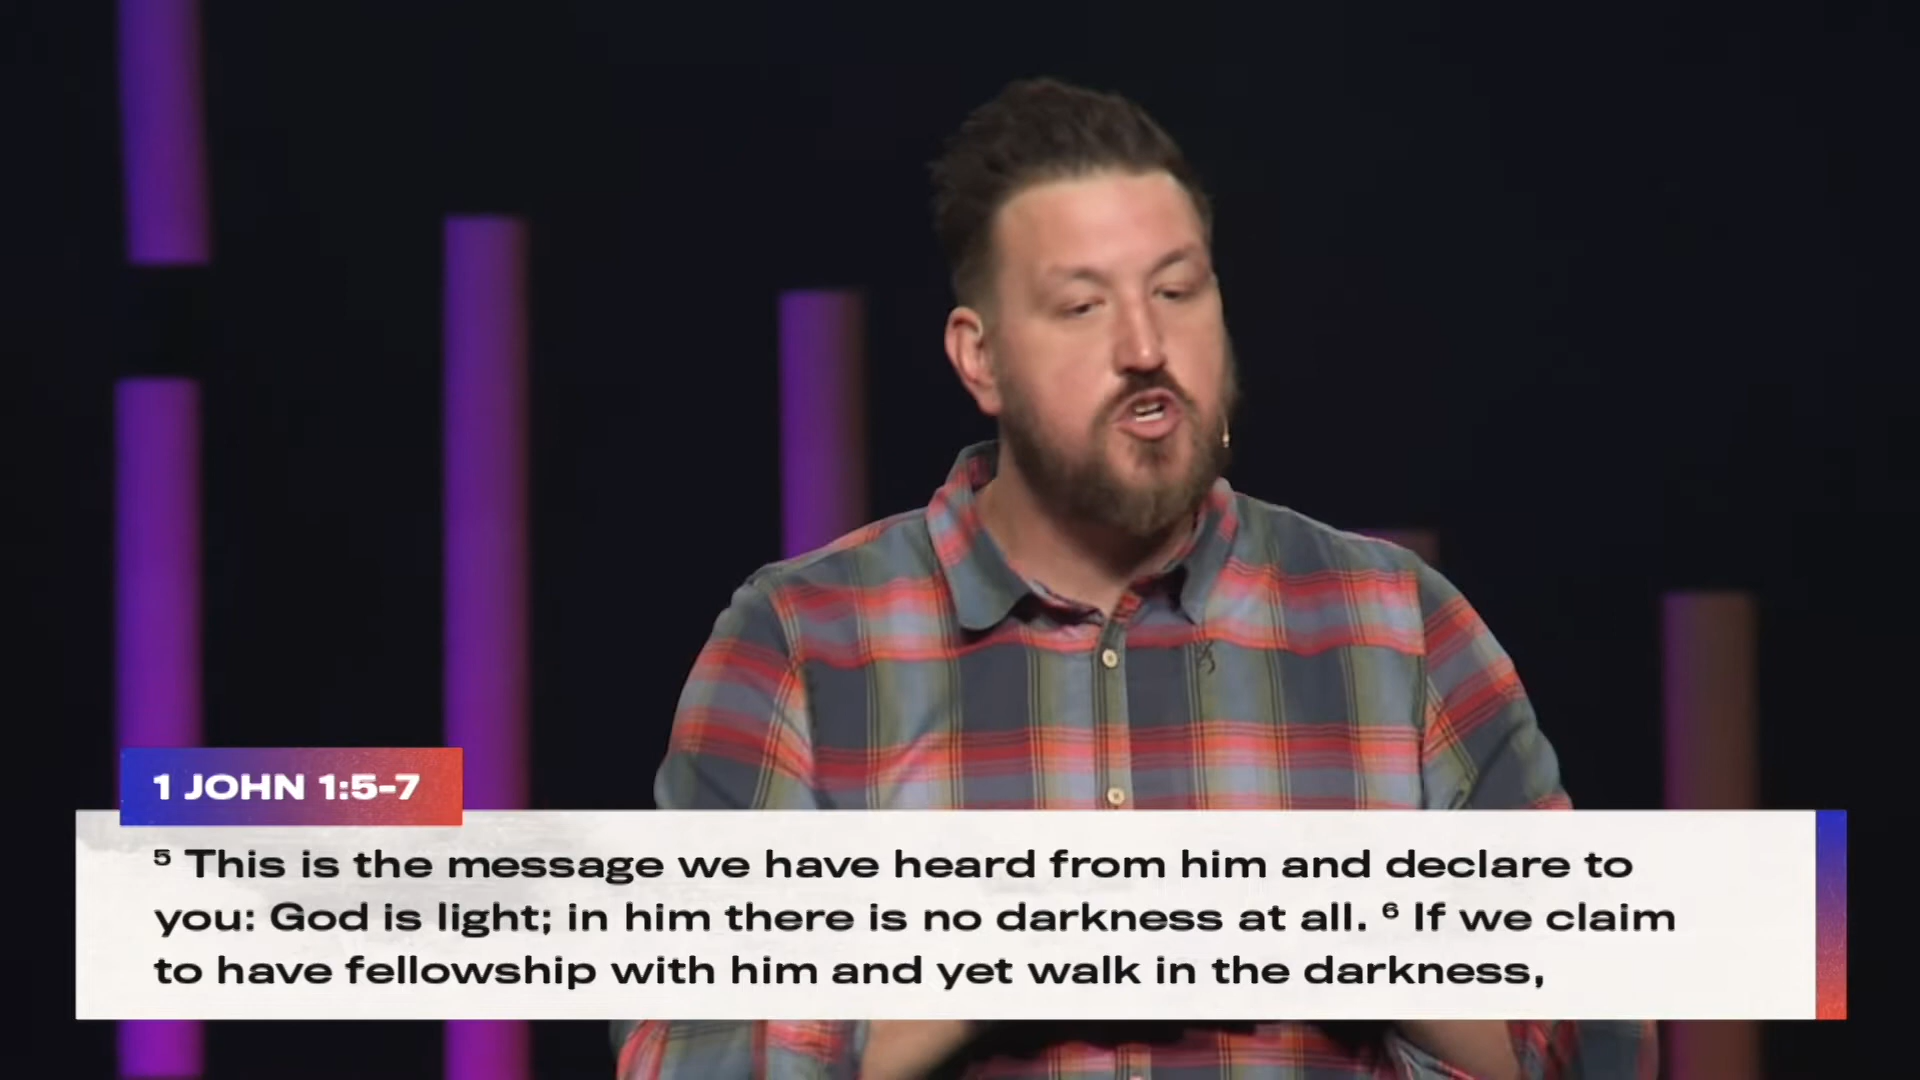 1 JOHN 1:5-7
⁵ This is the message we have heard from him and declare to
you: God is light; in him there is no darkness at all. ⁶ If we claim
to have fellowship with him and yet walk in the darkness,